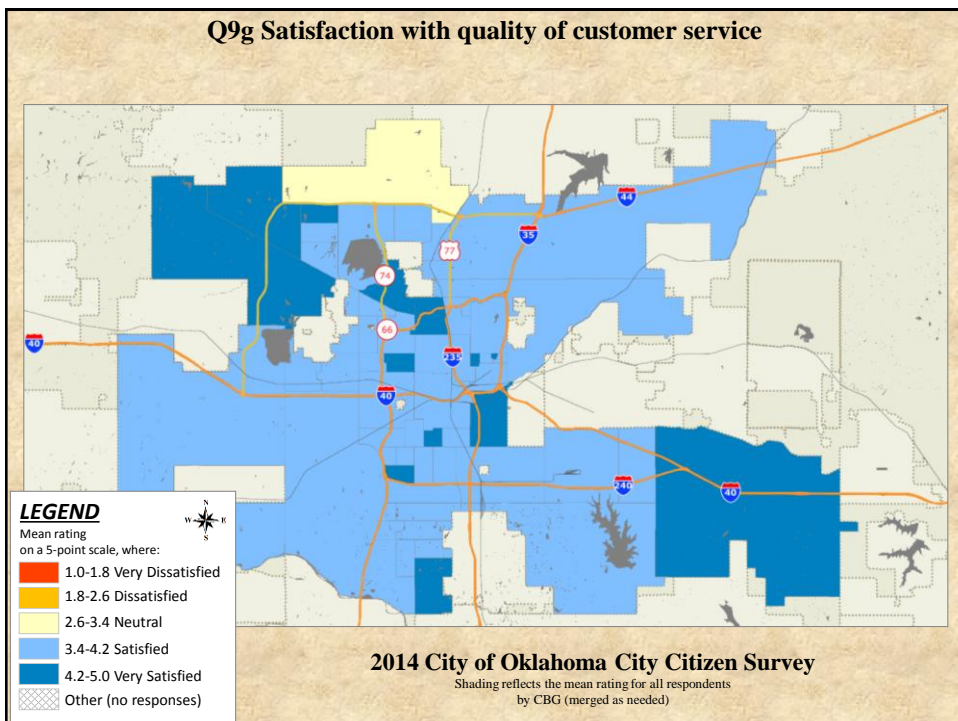 Q9g Satisfaction with quality of customer service
44
35
77
74
66
40
235
40
240
40
LEGEND
N
W E
S
Mean rating
on a 5-point scale, where:
1.0-1.8 Very Dissatisfied
1.8-2.6 Dissatisfied
2.6-3.4 Neutral
3.4-4.2 Satisfied
4.2-5.0 Very Satisfied
Other (no responses)
2014 City of Oklahoma City Citizen Survey
Shading reflects the mean rating for all respondents
by CBG (merged as needed)